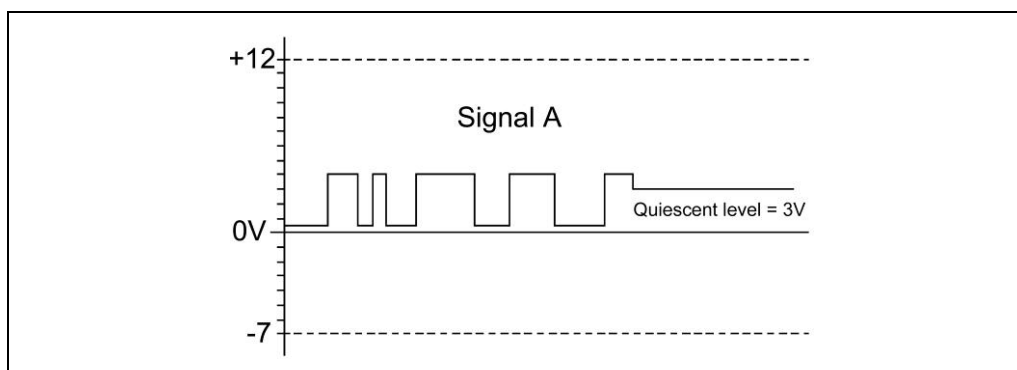 +12
Signal A
Quiescent level = 3V
0V
-7